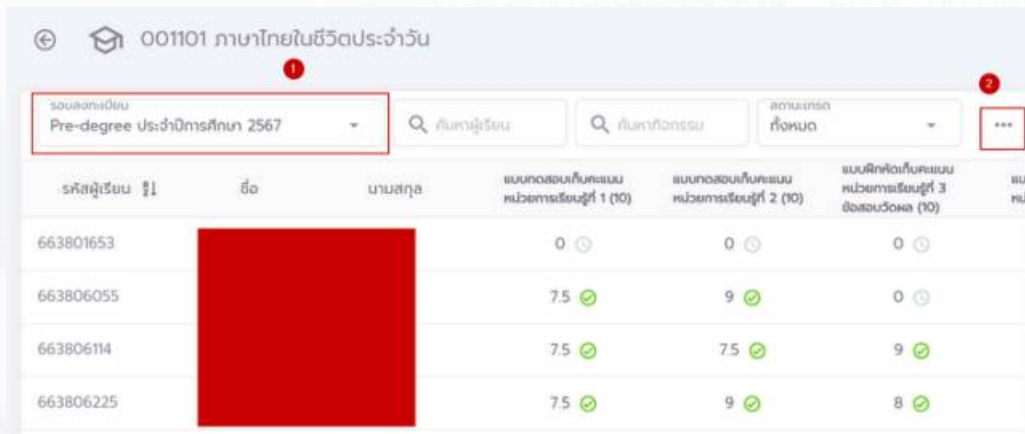 001101 ภาษาไทยในชีวิตประจำวัน
1
2
รอบลงทะเบียน
Pre-degree ประจำปีการศึกษา 2567
ค้นหาผู้เรียน
ค้นหากิจกรรม
สถานะเกรด
ทั้งหมด
รหัสผู้เรียน ชื่อ นามสกุล
แบบทดสอบเก็บคะแนน
หน่วยการเรียนรู้ที่ 1 (10)
แบบทดสอบเก็บคะแนน
หน่วยการเรียนรู้ที่ 2 (10)
แบบฝึกหัดเก็บคะแนน
หน่วยการเรียนรู้ที่ 3
ข้อสอบวัดผล (10)
663801653 0 0 0
663806055 7.5 9 0
663806114 7.5 7.5 9
663806225 7.5 9 8